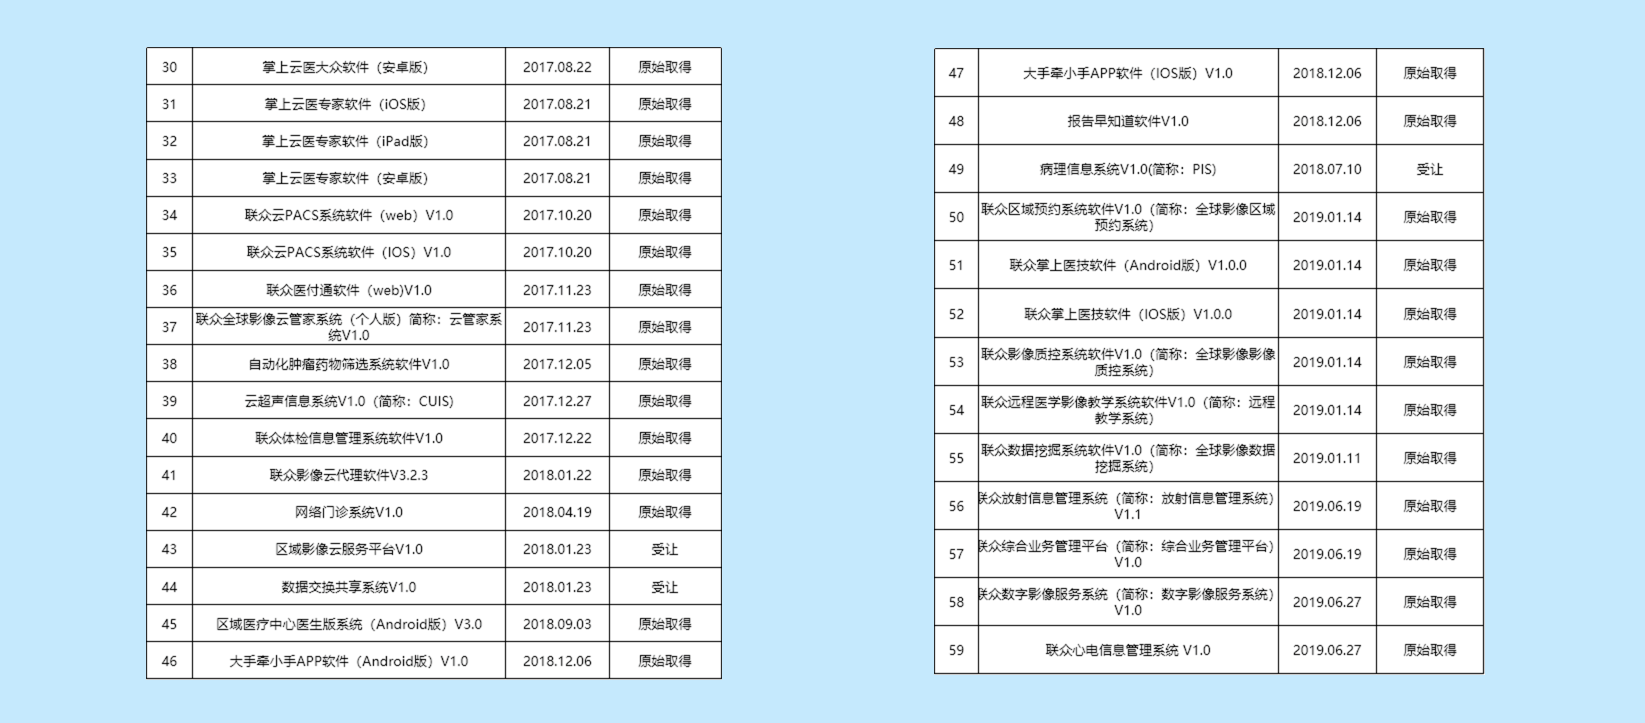 30 掌上云医大众软件（安卓版） 2017.08.22 原始取得
31 掌上云医专家软件（iOS版） 2017.08.21 原始取得
32 掌上云医专家软件（iPad版） 2017.08.21 原始取得
33 掌上云医专家软件（安卓版） 2017.08.21 原始取得
34 联众云PACS系统软件（web）V1.0 2017.10.20 原始取得
35 联众云PACS系统软件（IOS）V1.0 2017.10.20 原始取得
36 联众医付通软件（web)V1.0 2017.11.23 原始取得
37 联众全球影像云管家系统（个人版）简称：云管家系
统V1.0 2017.11.23 原始取得
38 自动化肿瘤药物筛选系统软件V1.0 2017.12.05 原始取得
39 云超声信息系统V1.0（简称：CUIS) 2017.12.27 原始取得
40 联众体检信息管理系统软件V1.0 2017.12.22 原始取得
41 联众影像云代理软件V3.2.3 2018.01.22 原始取得
42 网络门诊系统V1.0 2018.04.19 原始取得
43 区域影像云服务平台V1.0 2018.01.23 受让
44 数据交换共享系统V1.0 2018.01.23 受让
45 区域医疗中心医生版系统（Android版）V3.0 2018.09.03 原始取得
46 大手牵小手APP软件（Android版）V1.0 2018.12.06 原始取得
47 大手牵小手APP软件（IOS版）V1.0 2018.12.06 原始取得
48 报告早知道软件V1.0 2018.12.06 原始取得
49 病理信息系统V1.0(简称：PIS) 2018.07.10 受让
50 联众区域预约系统软件V1.0（简称：全球影像区域
预约系统） 2019.01.14 原始取得
51 联众掌上医技软件（Android版）V1.0.0 2019.01.14 原始取得
52 联众掌上医技软件（IOS版）V1.0.0 2019.01.14 原始取得
53 联众影像质控系统软件V1.0（简称：全球影像影像
质控系统） 2019.01.14 原始取得
54 联众远程医学影像教学系统软件V1.0（简称：远程
教学系统） 2019.01.14 原始取得
55 联众数据挖掘系统软件V1.0（简称：全球影像数据
挖掘系统） 2019.01.11 原始取得
56 联众放射信息管理系统（简称：放射信息管理系统）
V1.1 2019.06.19 原始取得
57 联众综合业务管理平台（简称：综合业务管理平台）
V1.0 2019.06.19 原始取得
58 联众数字影像服务系统（简称：数字影像服务系统）
V1.0 2019.06.27 原始取得
59 联众心电信息管理系统 V1.0 2019.06.27 原始取得